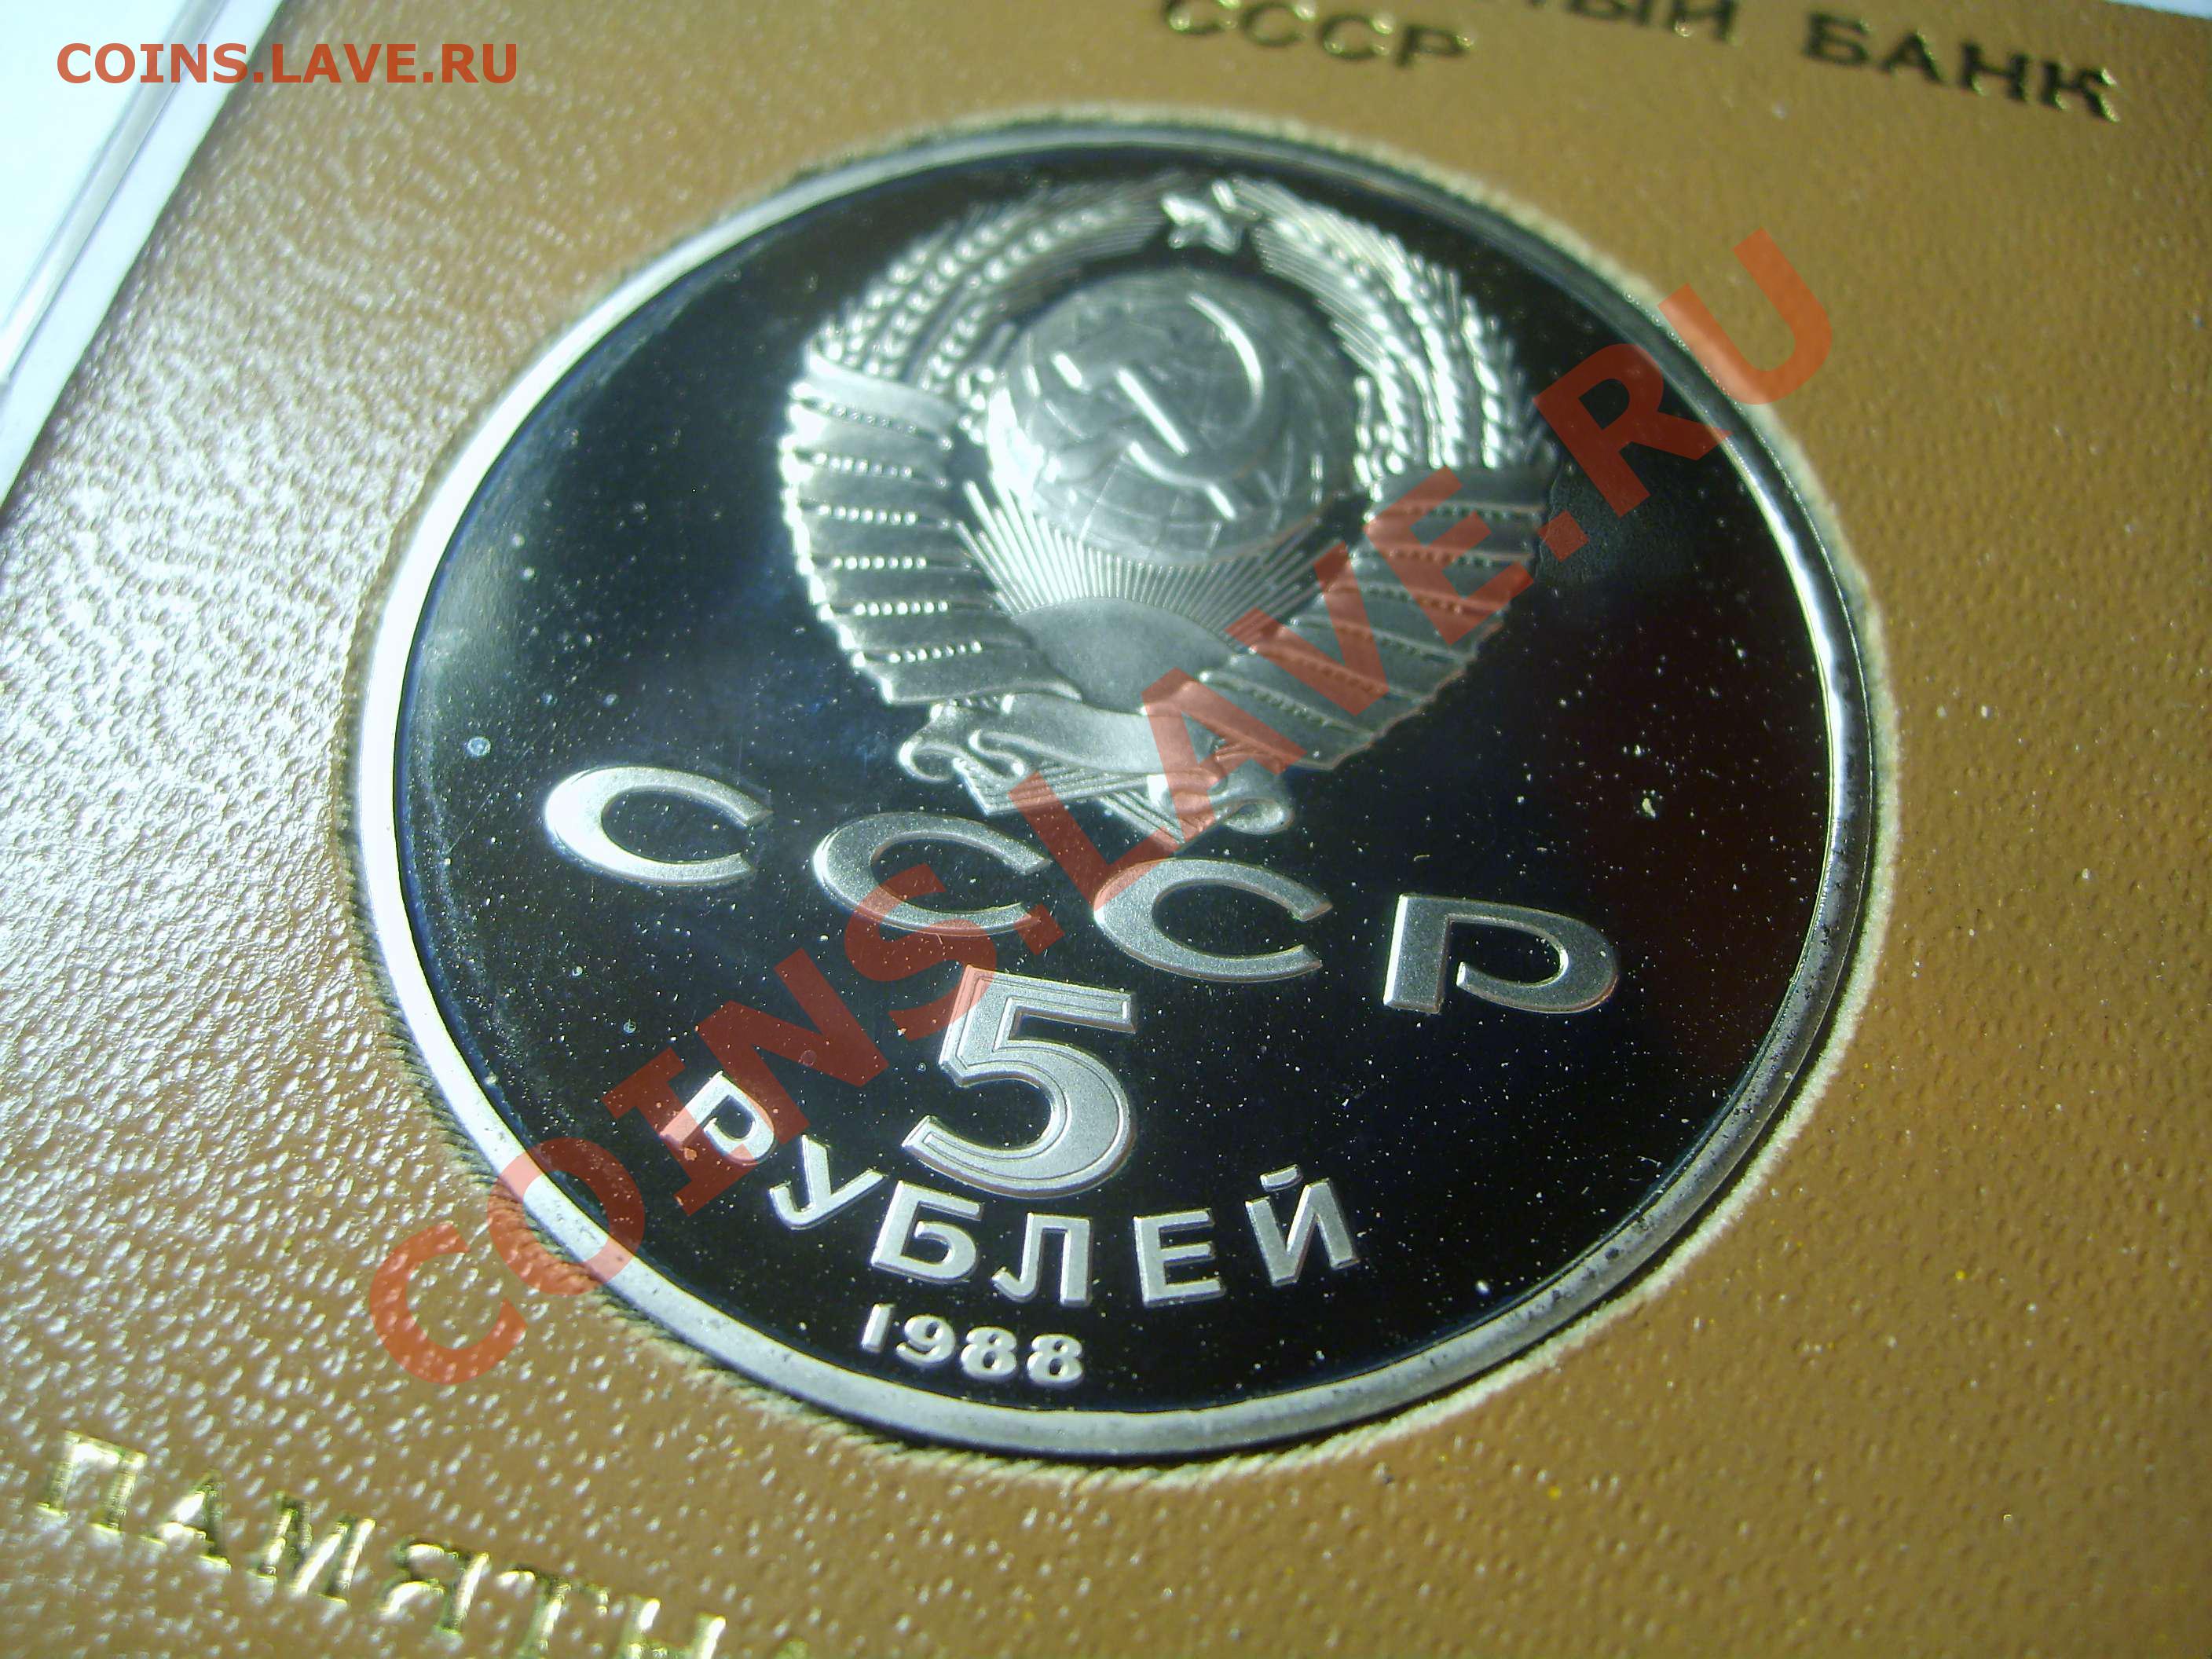 COINS.LAVE.RU
БАНК
СССР
СССР
5
РУБЛЕЙ
1988
COINS.LAVE.RU